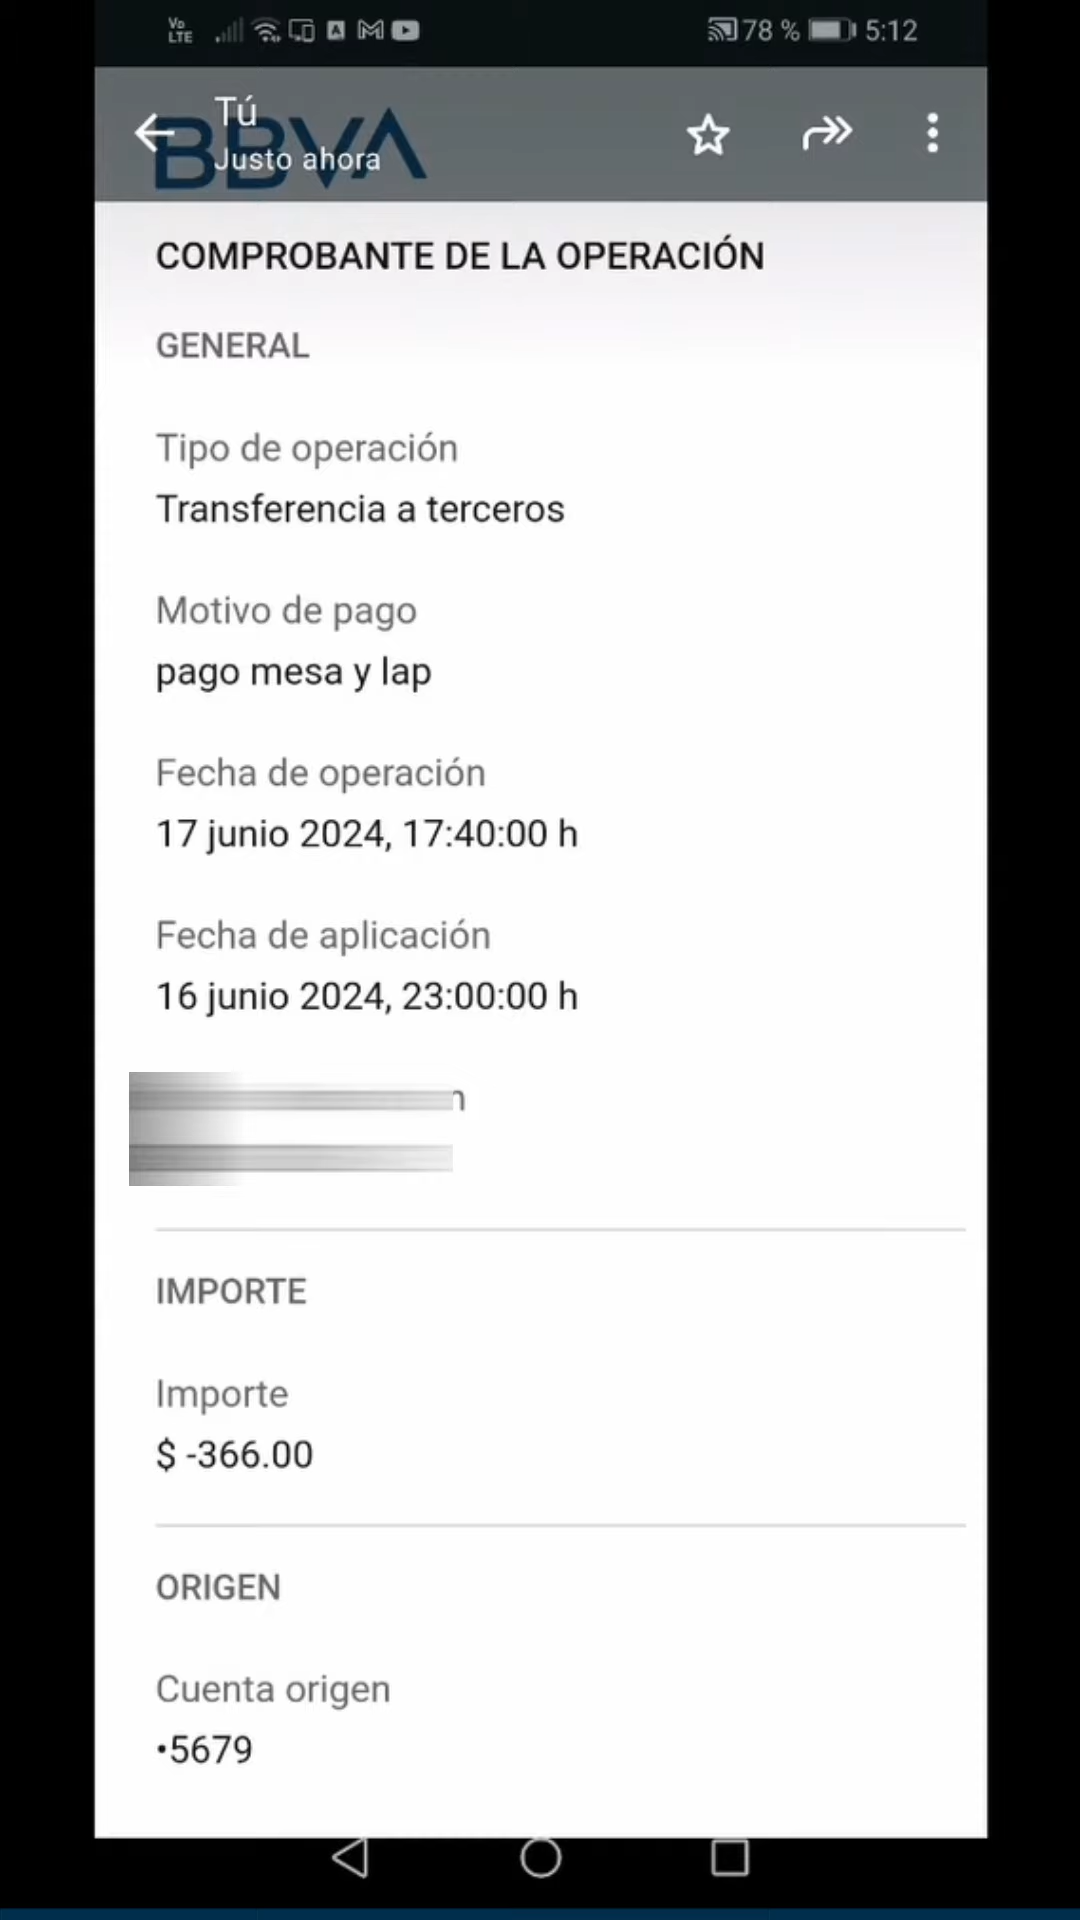 Vo
LTE
78 %
5:12
BBVA
Tú
Justo ahora
COMPROBANTE DE LA OPERACIÓN
GENERAL
Tipo de operación
Transferencia a terceros
Motivo de pago
pago mesa y lap
Fecha de operación
17 junio 2024, 17:40:00 h
Fecha de aplicación
16 junio 2024, 23:00:00 h
IMPORTE
Importe
$ -366.00
ORIGEN
Cuenta origen
•5679